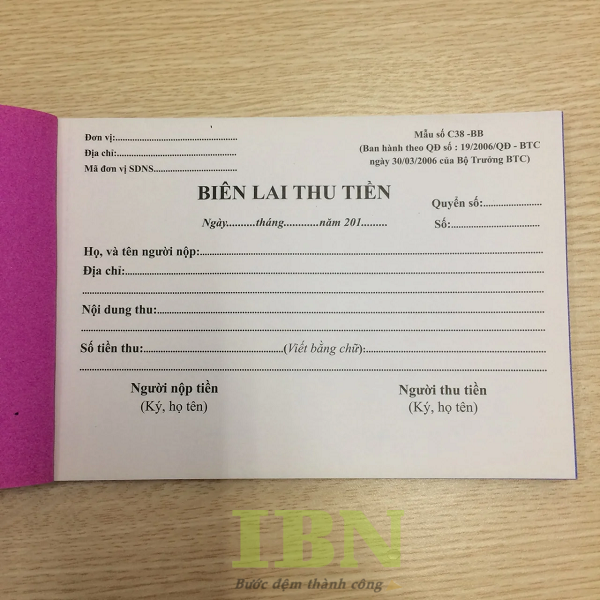 Đơn vị:........................................
Địa chỉ:........................................
Mã đơn vị SDNS............................
Mẫu số C38 -BB
(Ban hành theo QĐ số : 19/2006/QĐ - BTC
ngày 30/03/2006 của Bộ Trưởng BTC)
BIÊN LAI THU TIỀN
Quyển số:....................
Ngày..........tháng............năm 201.........
Số:..............................
Họ, và tên người nộp:....................................................................
Địa chỉ:....................................................................
Nội dung thu:....................................................................
Số tiền thu:........................................(Viết bằng chữ):........................................
Người nộp tiền
(Ký, họ tên)
Người thu tiền
(Ký, họ tên)
IBN
Bước đệm thành công